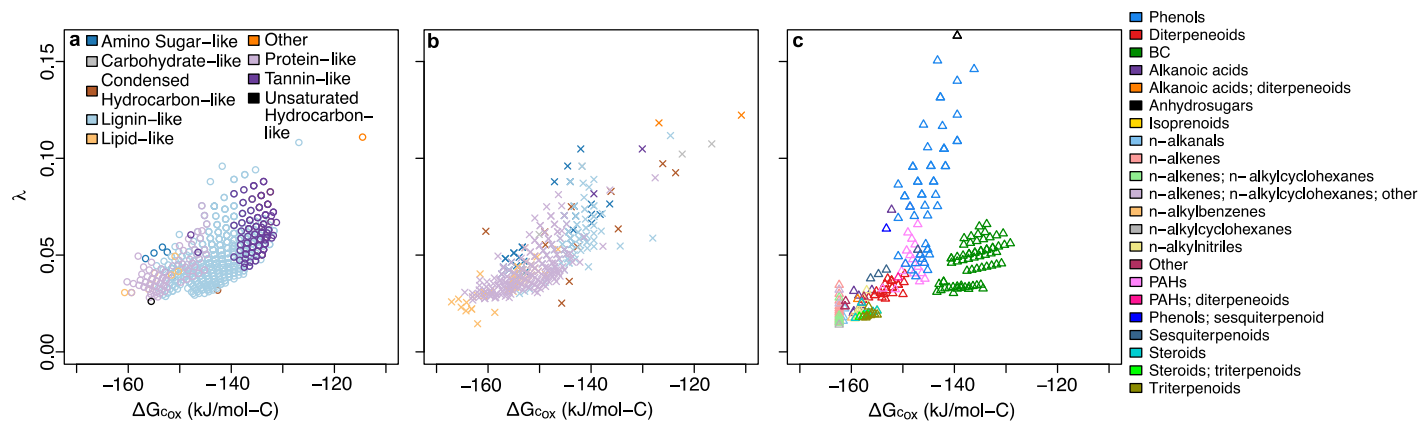 a
Amino Sugar−like
Carbohydrate−like
Condensed
Hydrocarbon−like
Lignin−like
Lipid−like
Other
Protein−like
Tannin−like
Unsaturated
Hydrocarbon−
like
b
c
λ
0.00
0.05
0.10
0.15
−160
−140
−120
ΔGcox (kJ/mol−C)
−160
−140
−120
ΔGcox (kJ/mol−C)
−160
−140
−120
ΔGcox (kJ/mol−C)
Phenols
Diterpeneoids
BC
Alkanoic acids
Alkanoic acids; diterpeneoids
Anhydrosugars
Isoprenoids
n−alkanals
n−alkenes
n−alkenes; n−alkylcyclohexanes
n−alkenes; n−alkylcyclohexanes; other
n−alkylbenzenes
n−alkylcyclohexanes
n−alkylnitriles
Other
PAHs
PAHs; diterpeneoids
Phenols; sesquiterpenoid
Sesquiterpenoids
Steroids
Steroids; triterpenoids
Triterpenoids